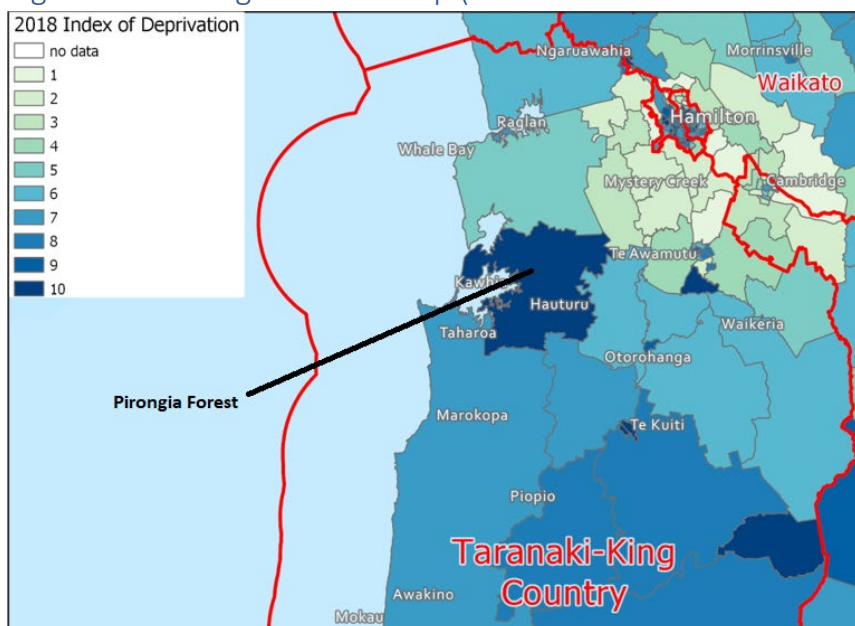 2018 Index of Deprivation
no data
1
2
3
4
5
6
7
8
9
10
Ngaruawahia
Morrinsville
Waikato
Hamilton
Raglan
Whale Bay
Mystery Creek
Cambridge
Te Awamutu
Hauturu
Taharoa
Waikeria
Otorohanga
Pirongia Forest
Marokopa
Te Kuiti
Piopio
Taranaki-King
Country
Awakino
Mokau